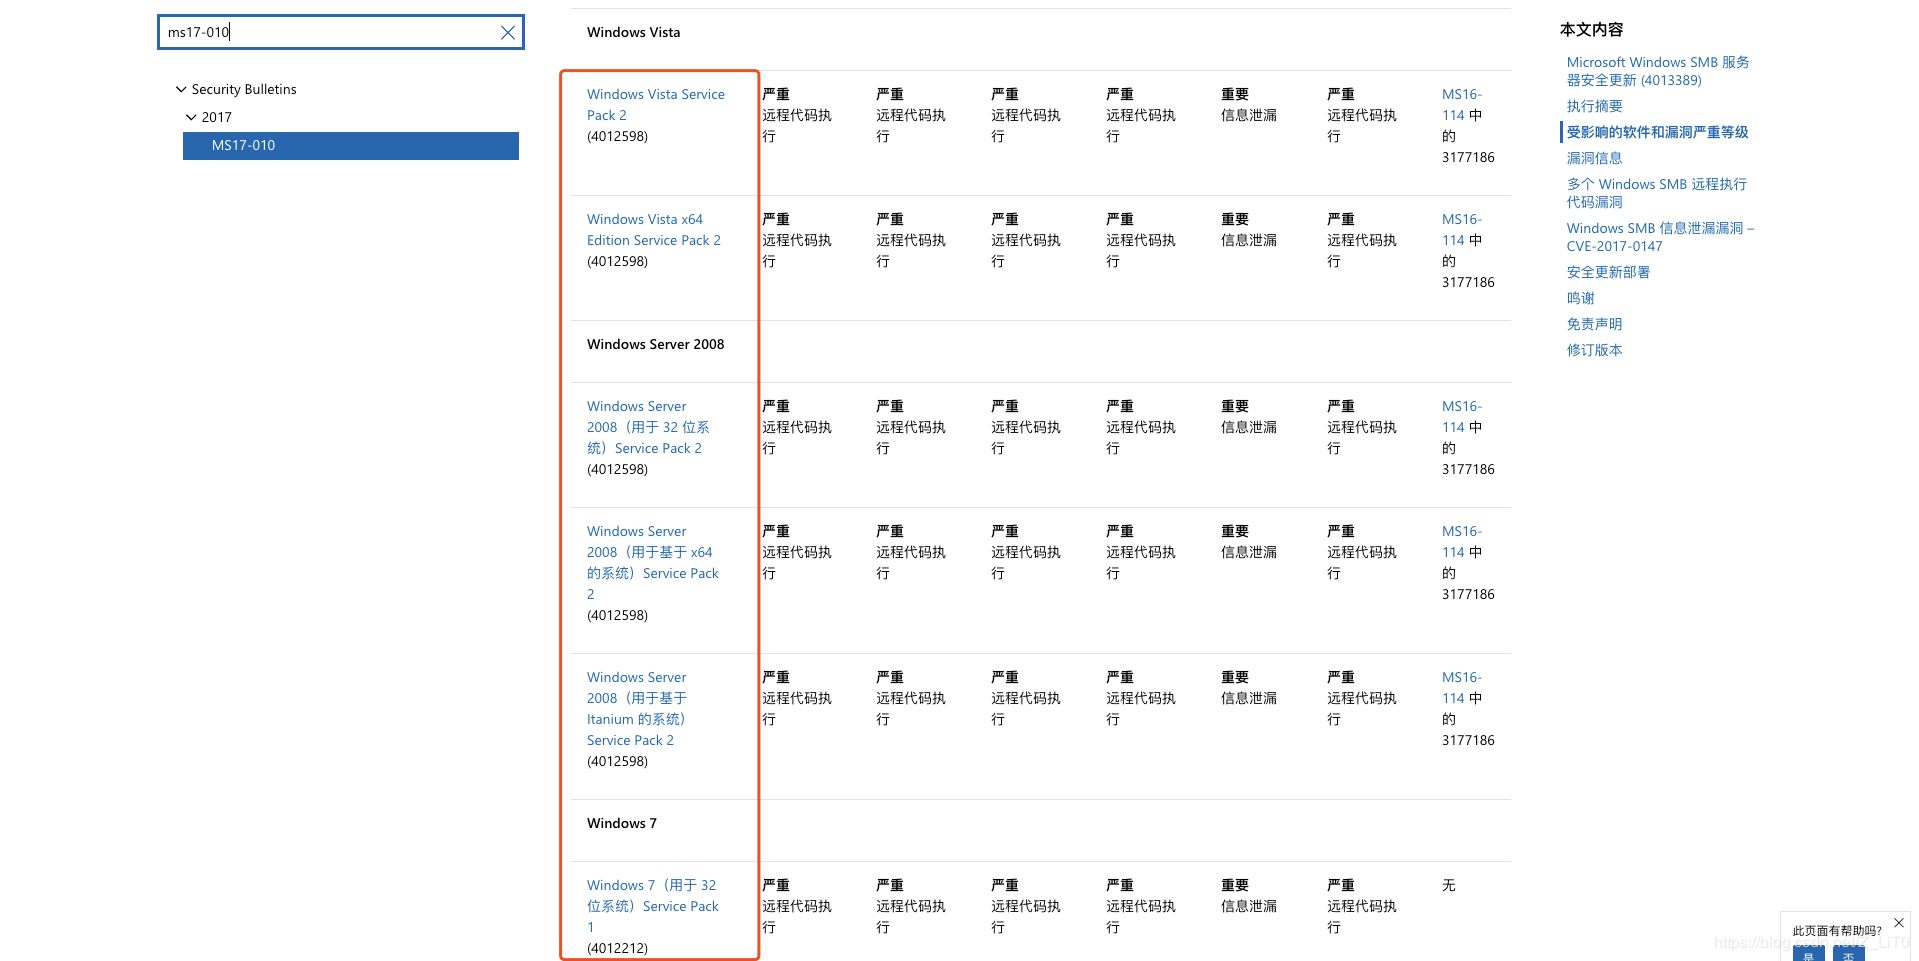 ms17-010
Security Bulletins
2017
MS17-010
Windows Vista
Windows Vista Service
Pack 2
(4012598)
严重
远程代码执
行
严重
远程代码执
行
严重
远程代码执
行
严重
远程代码执
行
重要
信息泄漏
严重
远程代码执
行
MS16-
114 中
的
3177186
Windows Vista x64
Edition Service Pack 2
(4012598)
严重
远程代码执
行
严重
远程代码执
行
严重
远程代码执
行
严重
远程代码执
行
重要
信息泄漏
严重
远程代码执
行
MS16-
114 中
的
3177186
Windows Server 2008
Windows Server
2008（用于 32 位系
统）Service Pack 2
(4012598)
严重
远程代码执
行
严重
远程代码执
行
严重
远程代码执
行
严重
远程代码执
行
重要
信息泄漏
严重
远程代码执
行
MS16-
114 中
的
3177186
Windows Server
2008（用于基于 x64
的系统）Service Pack
2
(4012598)
严重
远程代码执
行
严重
远程代码执
行
严重
远程代码执
行
严重
远程代码执
行
重要
信息泄漏
严重
远程代码执
行
MS16-
114 中
的
3177186
Windows Server
2008（用于基于
Itanium 的系统）
Service Pack 2
(4012598)
严重
远程代码执
行
严重
远程代码执
行
严重
远程代码执
行
严重
远程代码执
行
重要
信息泄漏
严重
远程代码执
行
MS16-
114 中
的
3177186
Windows 7
Windows 7（用于 32
位系统）Service Pack
1
(4012212)
严重
远程代码执
行
严重
远程代码执
行
严重
远程代码执
行
严重
远程代码执
行
重要
信息泄漏
严重
远程代码执
行
无
本文内容
Microsoft Windows SMB 服务
器安全更新 (4013389)
执行摘要
受影响的软件和漏洞严重等级
漏洞信息
多个 Windows SMB 远程执行
代码漏洞
Windows SMB 信息泄漏漏洞 –
CVE-2017-0147
安全更新部署
鸣谢
免责声明
修订版本
此页面有帮助吗?
是
否